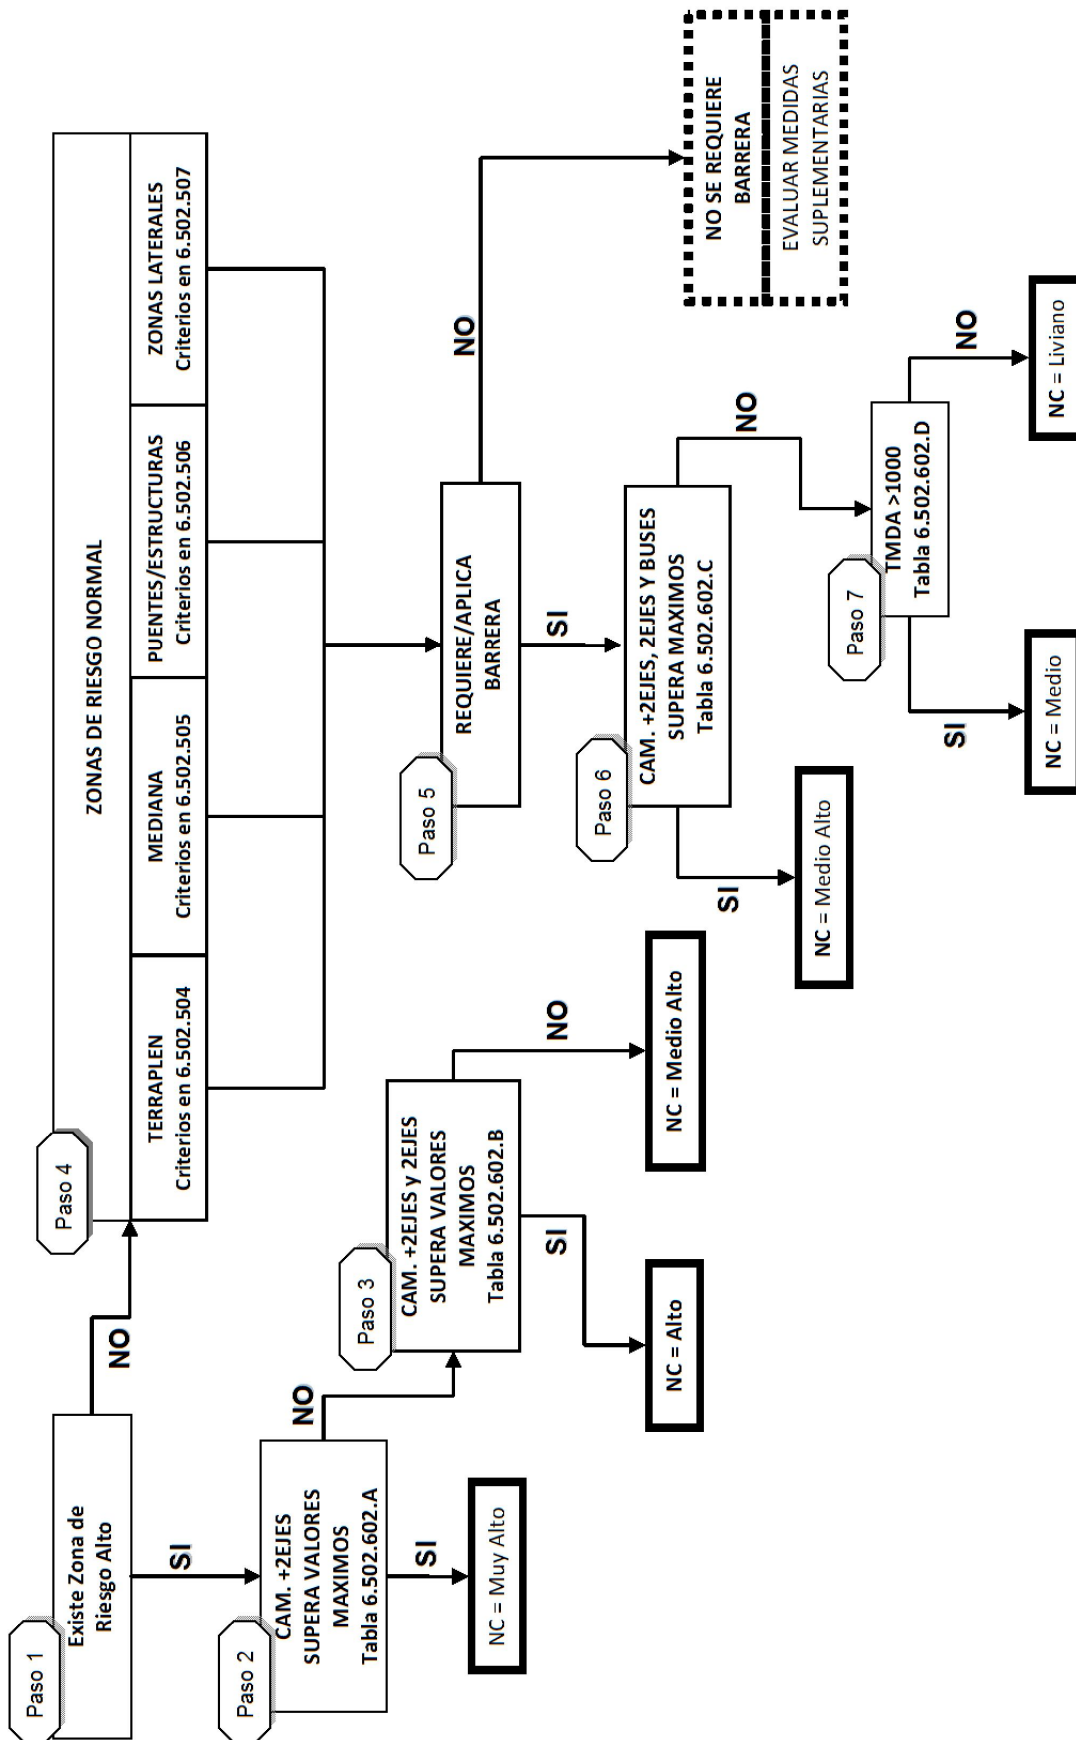 Paso 1
Existe Zona de
Riesgo Alto
NO
SI
Paso 2
CAM. +2EJES
SUPERA VALORES
MAXIMOS
Tabla 6.502.602.A
NO
SI
NC = Muy Alto
Paso 3
CAM. +2EJES y 2EJES
SUPERA VALORES
MAXIMOS
Tabla 6.502.602.B
SI
NO
NC = Alto
NC = Medio Alto
Paso 4
ZONAS DE RIESGO NORMAL
TERRAPLEN
Criterios en 6.502.504
MEDIANA
Criterios en 6.502.505
PUENTES/ESTRUCTURAS
Criterios en 6.502.506
ZONAS LATERALES
Criterios en 6.502.507
Paso 5
REQUIERE/APLICA
BARRERA
NO
SI
NO SE REQUIERE
BARRERA
EVALUAR MEDIDAS
SUPLEMENTARIAS
Paso 6
CAM. +2EJES, 2EJES Y BUSES
SUPERA MAXIMOS
Tabla 6.502.602.C
SI
NO
NC = Medio Alto
Paso 7
TMDA >1000
Tabla 6.502.602.D
SI
NO
NC = Medio
NC = Liviano